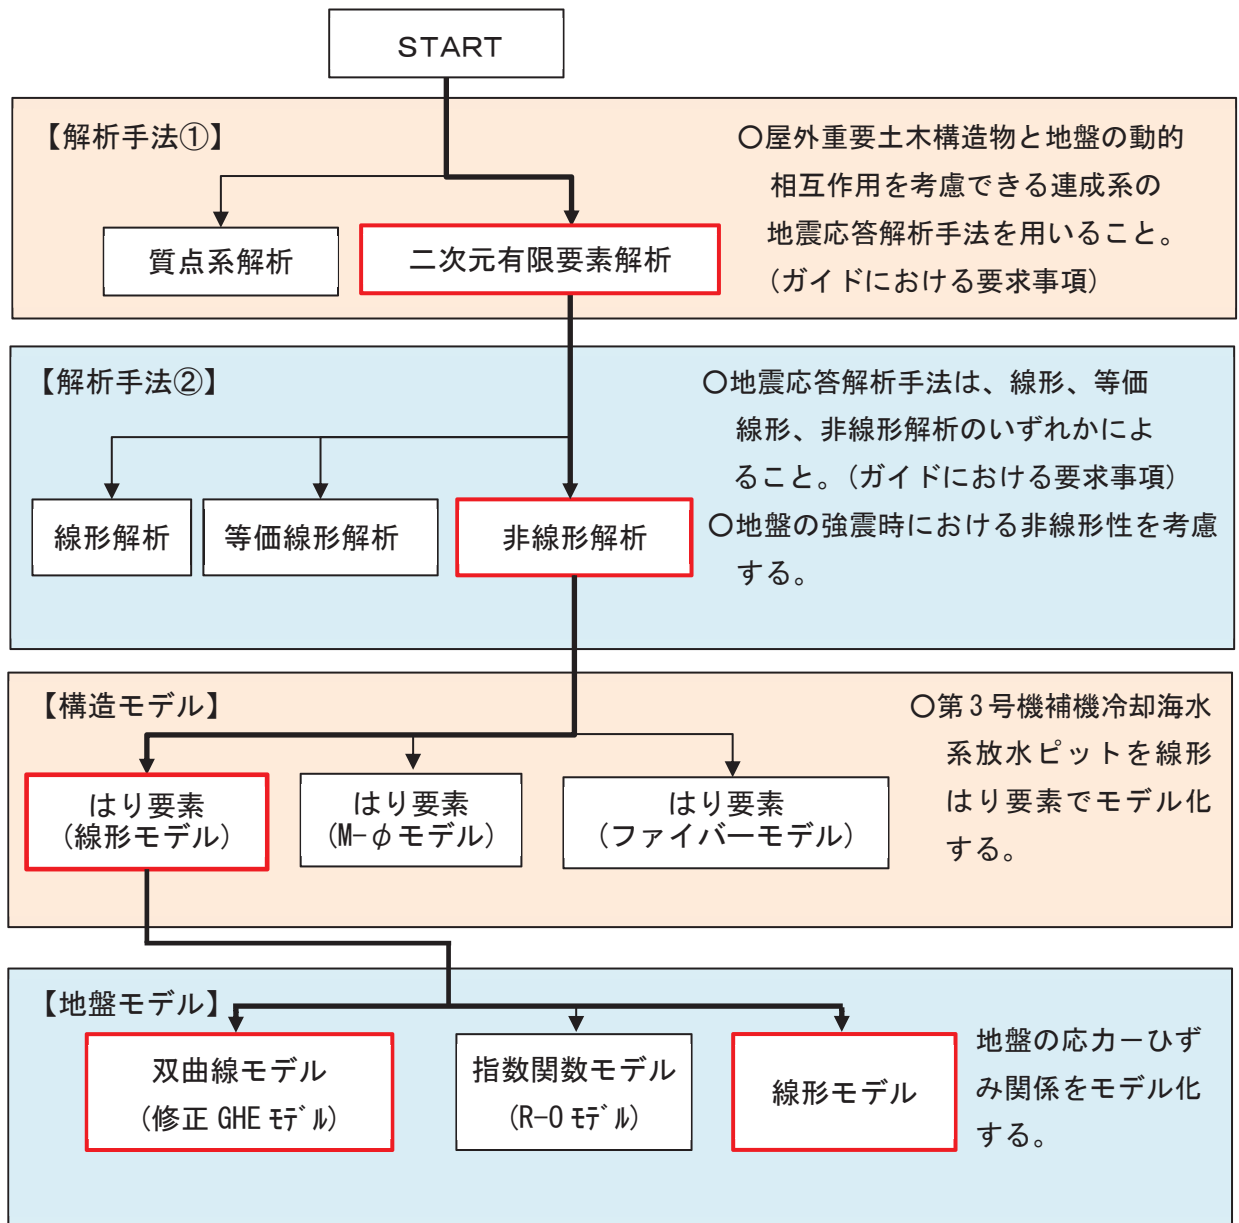 START
【解析手法①】
〇屋外重要土木構造物と地盤の動的
相互作用を考慮できる連成系の
地震応答解析手法を用いること。
(ガイドにおける要求事項)
質点系解析
二次元有限要素解析
【解析手法②】
〇地震応答解析手法は、線形、等価
線形、非線形解析のいずれかによ
ること。(ガイドにおける要求事項)
〇地盤の強震時における非線形性を考慮
する。
線形解析
等価線形解析
非線形解析
【構造モデル】
〇第3号機補機冷却海水
系放水ピットを線形
はり要素でモデル化
する。
はり要素
(線形モデル)
はり要素
(M-φモデル)
はり要素
(ファイバーモデル)
【地盤モデル】
地盤の応力－ひず
み関係をモデル化
する。
双曲線モデル
(修正 GHE ﾓﾃﾞﾙ)
指数関数モデル
(R-O ﾓﾃﾞﾙ)
線形モデル